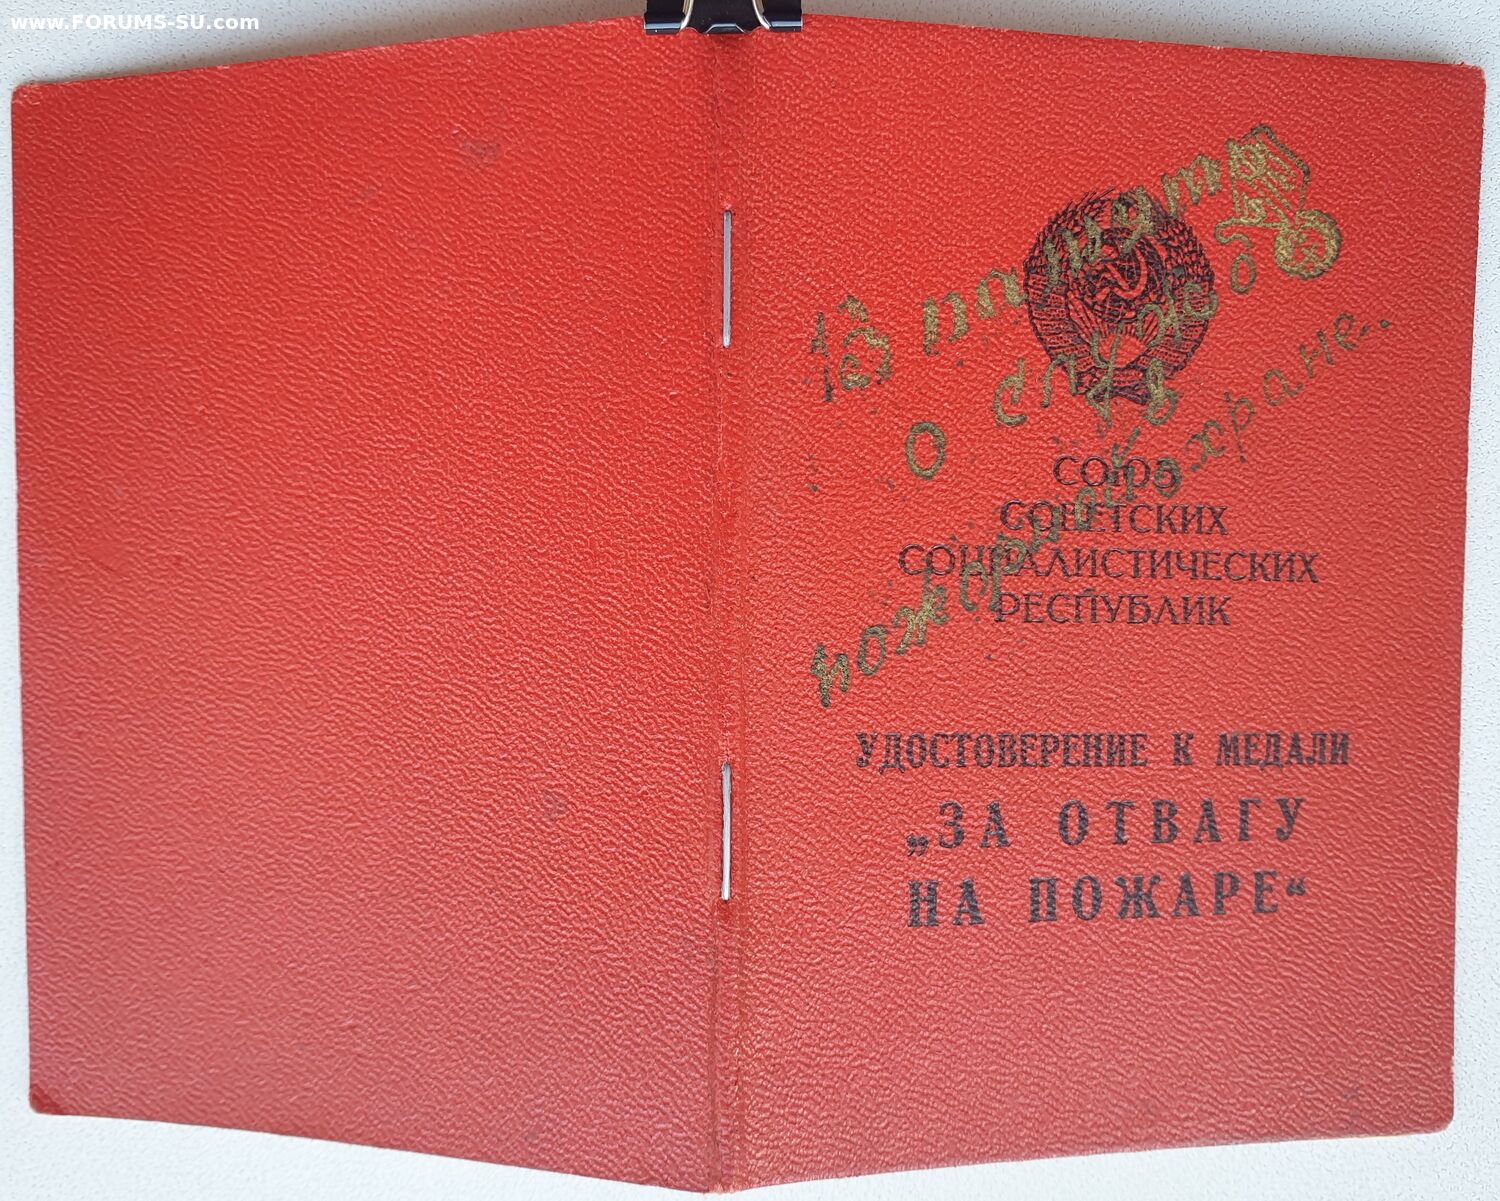 www.FORUMS-SU.com
В память
о службе
пожарной охране..
СОЮЗ
СОВЕТСКИХ
СОЦИАЛИСТИЧЕСКИХ
РЕСПУБЛИК
УДОСТОВЕРЕНИЕ К МЕДАЛИ
„ЗА ОТВАГУ
НА ПОЖАРЕ“